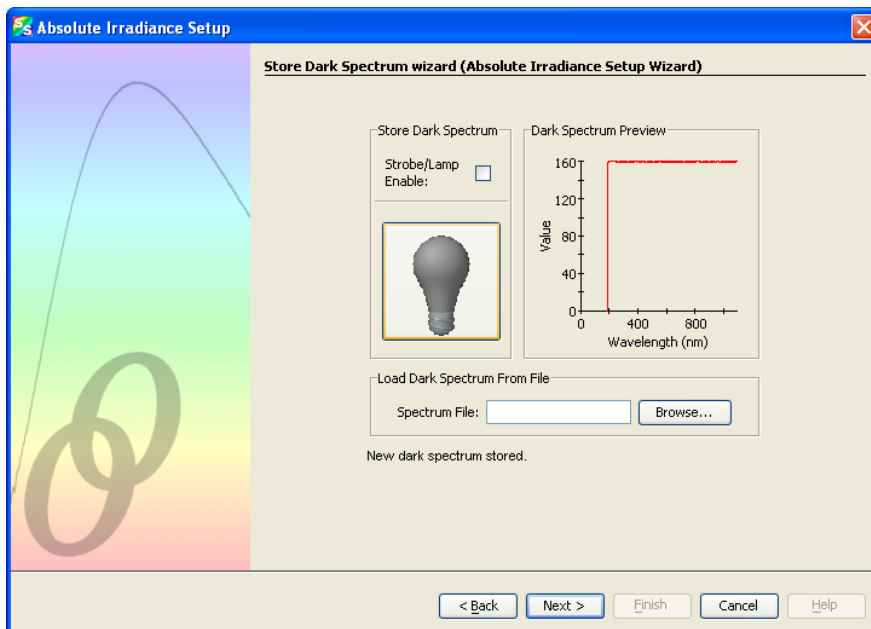 Absolute Irradiance Setup
Store Dark Spectrum wizard (Absolute Irradiance Setup Wizard)
Store Dark Spectrum
Strobe/Lamp
Enable:
Dark Spectrum Preview
160
120
80
40
0
Value
0 400 800
Wavelength (nm)
Load Dark Spectrum From File
Spectrum File:
Browse...
New dark spectrum stored.
< Back
Next >
Finish
Cancel
Help